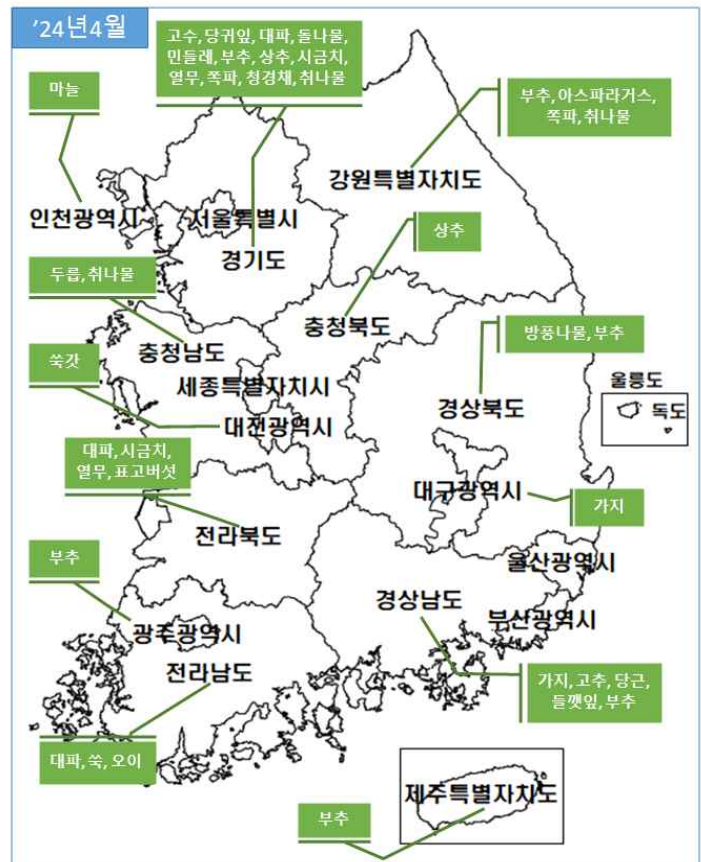 '24년4월
고수, 당귀잎, 대파, 돌나물,
민들레, 부추, 상추, 시금치,
열무, 쪽파, 청경채, 취나물
마늘
부추, 아스파라거스,
쪽파, 취나물
강원특별자치도
인천광역시
서울특별시
경기도
상추
두릅, 취나물
충청북도
충청남도
방풍나물, 부추
쑥갓
세종특별자치시
울릉도
경상북도
독도
대전광역시
대파, 시금치,
열무, 표고버섯
대구광역시
가지
전라북도
울산광역시
부추
경상남도
부산광역시
광주광역시
전라남도
가지, 고추, 당근,
들깻잎, 부추
대파, 쑥, 오이
제주특별자치도
부추